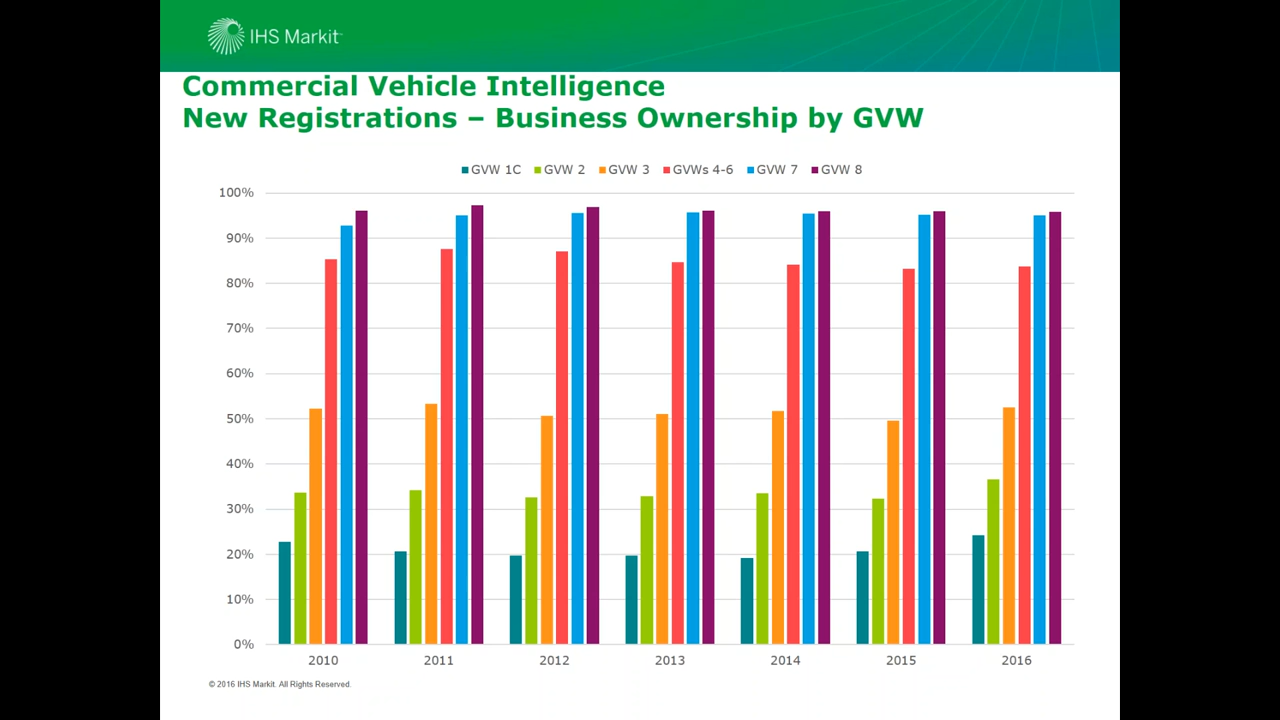 IHS Markit
Commercial Vehicle Intelligence
New Registrations – Business Ownership by GVW
GVW 1C GVW 2 GVW 3 GVWs 4-6 GVW 7 GVW 8
100%
90%
80%
70%
60%
50%
40%
30%
20%
10%
0%
2010 2011 2012 2013 2014 2015 2016
© 2016 IHS Markit. All Rights Reserved.